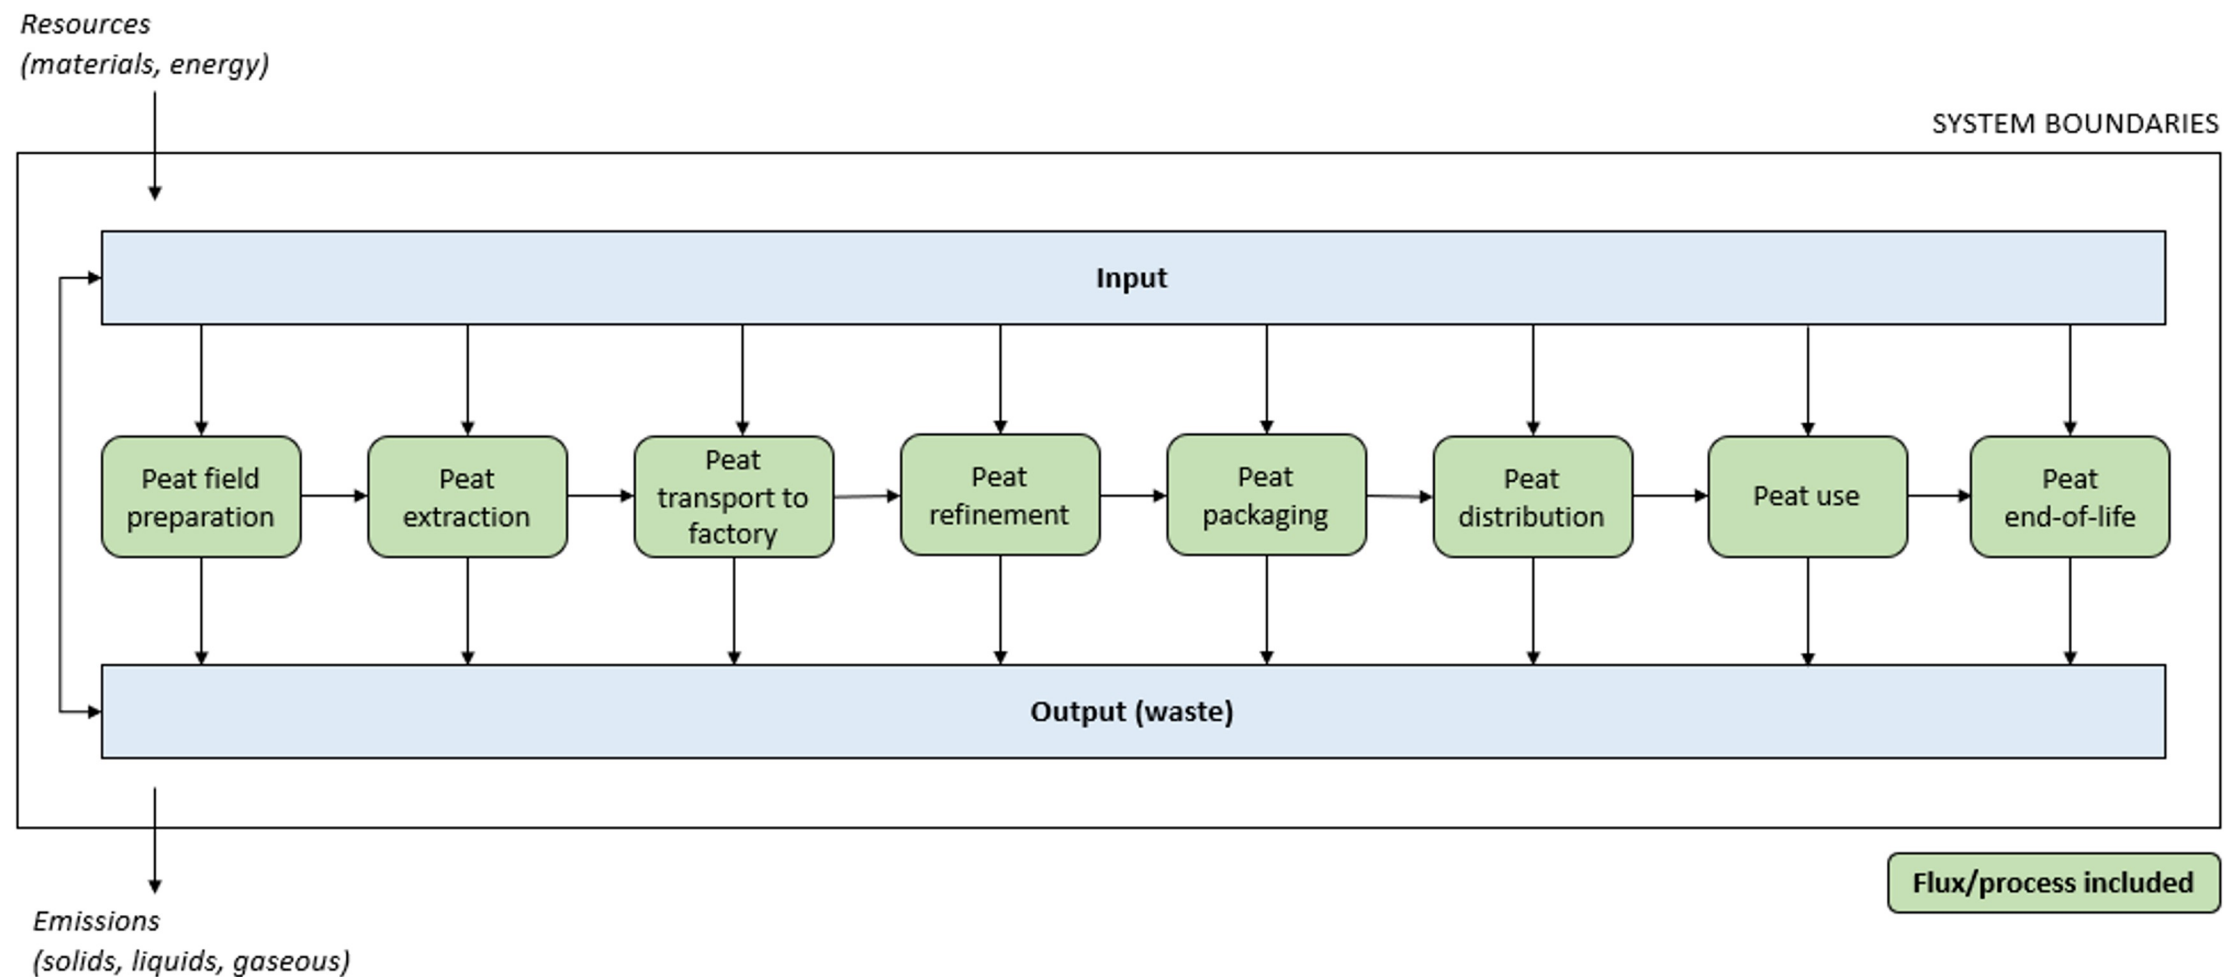 Resources
(materials, energy)
SYSTEM BOUNDARIES
Input
Peat field
preparation
Peat
extraction
Peat
transport to
factory
Peat
refinement
Peat
packaging
Peat
distribution
Peat use
Peat
end-of-life
Output (waste)
Flux/process included
Emissions
(solids, liquids, gaseous)